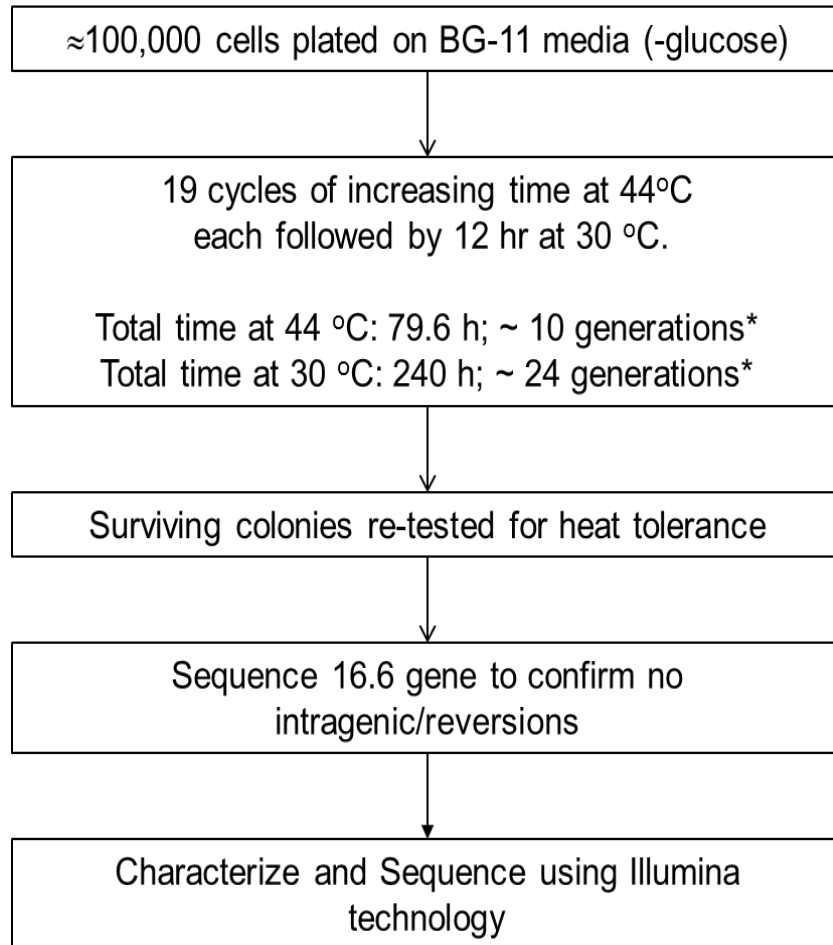 ≈100,000 cells plated on BG-11 media (-glucose)
19 cycles of increasing time at 44°C
each followed by 12 hr at 30 °C.
Total time at 44 °C: 79.6 h; ~ 10 generations*
Total time at 30 °C: 240 h; ~ 24 generations*
Surviving colonies re-tested for heat tolerance
Sequence 16.6 gene to confirm no
intragenic/reversions
Characterize and Sequence using Illumina
technology